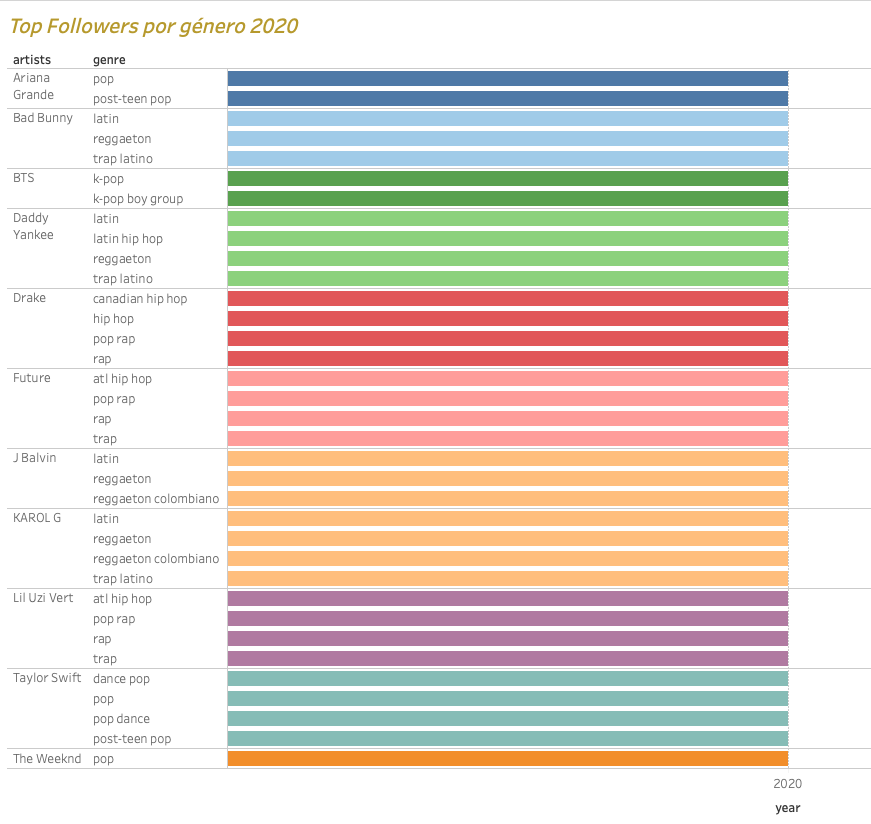 Top Followers por género 2020
artists genre
Ariana pop
Grande post-teen pop
Bad Bunny latin
reggaeton
trap latino
BTS k-pop
k-pop boy group
Daddy latin
Yankee latin hip hop
reggaeton
trap latino
Drake canadian hip hop
hip hop
pop rap
rap
Future atl hip hop
pop rap
rap
trap
J Balvin latin
reggaeton
reggaeton colombiano
KAROL G latin
reggaeton
reggaeton colombiano
trap latino
Lil Uzi Vert atl hip hop
pop rap
rap
trap
Taylor Swift dance pop
pop
pop dance
post-teen pop
The Weeknd pop
2020
year